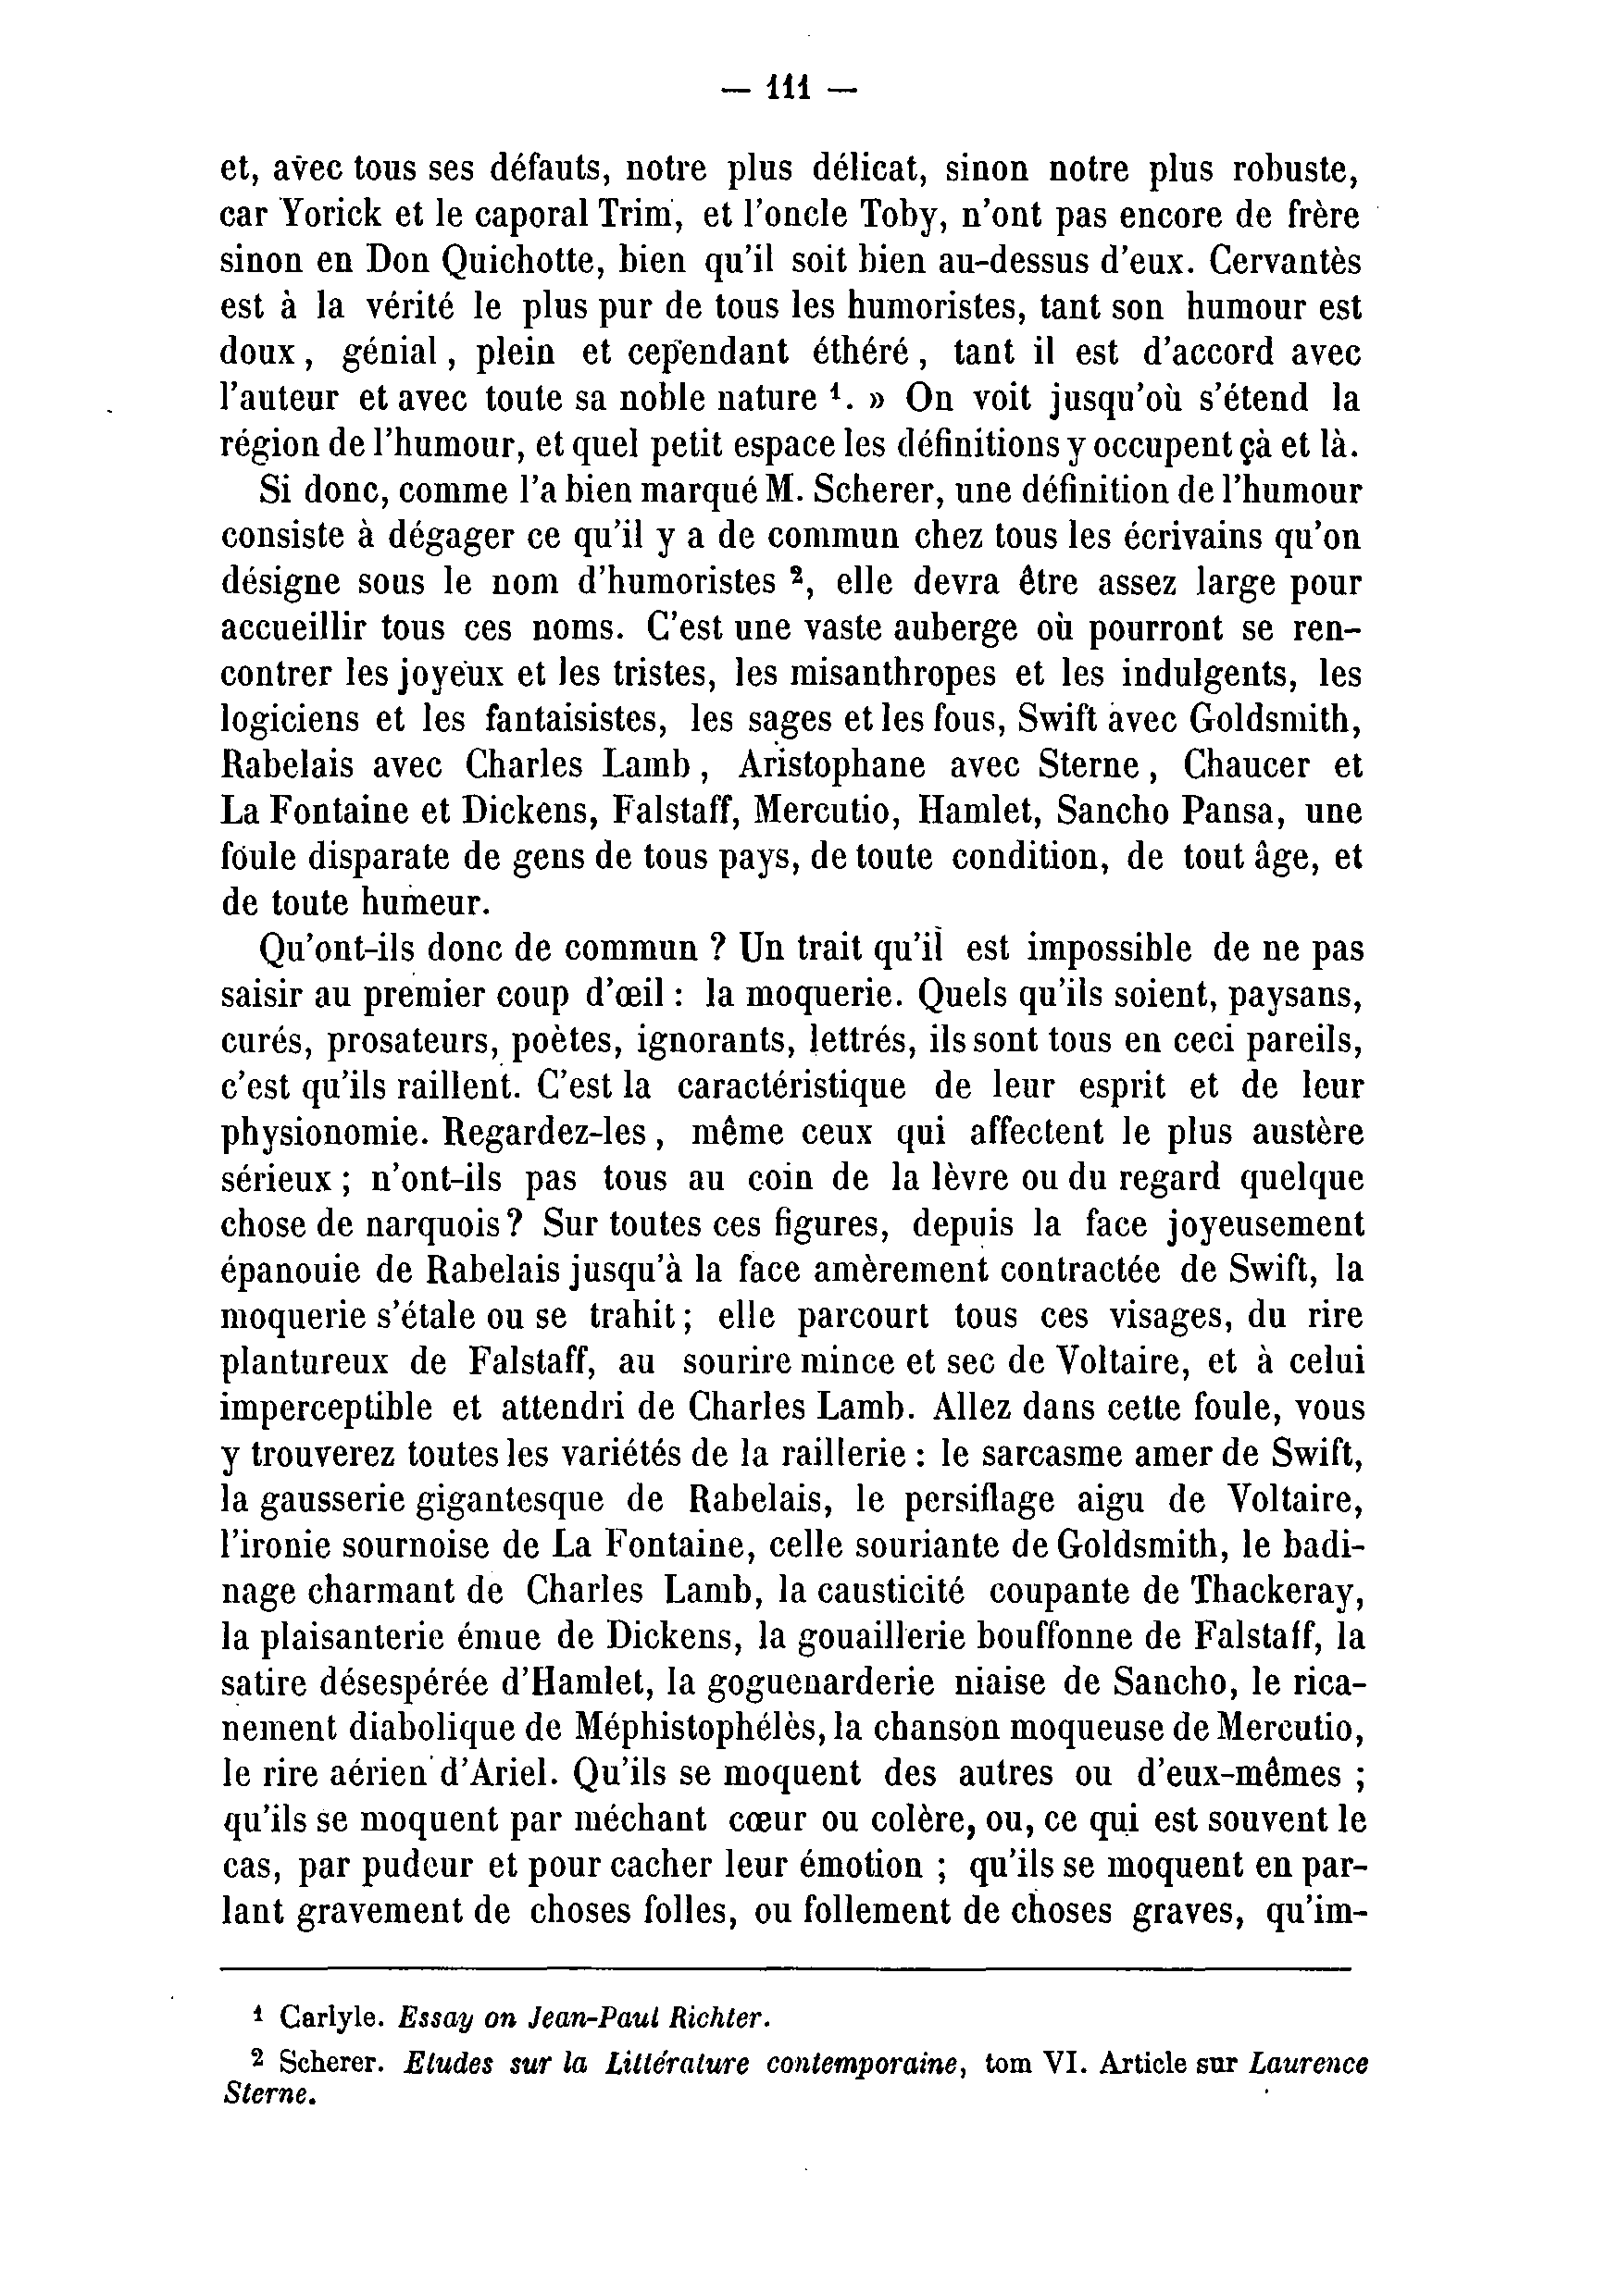 — 111 —
et, avec tous ses défauts, notre plus délicat, sinon notre plus robuste,
car Yorick et le caporal Trim, et l'oncle Toby, n'ont pas encore de frère
sinon en Don Quichotte, bien qu'il soit bien au-dessus d'eux. Cervantès
est à la vérité le plus pur de tous les humoristes, tant son humour est
doux, génial, plein et cependant éthéré, tant il est d'accord avec
l'auteur et avec toute sa noble nature ¹. » On voit jusqu'où s'étend la
région de l'humour, et quel petit espace les définitions y occupent çà et là.
Si donc, comme l'a bien marqué M. Scherer, une définition de l'humour
consiste à dégager ce qu'il y a de commun chez tous les écrivains qu'on
désigne sous le nom d'humoristes ², elle devra être assez large pour
accueillir tous ces noms. C'est une vaste auberge où pourront se ren-
contrer les joyeux et les tristes, les misanthropes et les indulgents, les
logiciens et les fantaisistes, les sages et les fous, Swift avec Goldsmith,
Rabelais avec Charles Lamb, Aristophane avec Sterne, Chaucer et
La Fontaine et Dickens, Falstaff, Mercutio, Hamlet, Sancho Pansa, une
foule disparate de gens de tous pays, de toute condition, de tout âge, et
de toute humeur.
Qu'ont-ils donc de commun ? Un trait qu'il est impossible de ne pas
saisir au premier coup d'œil : la moquerie. Quels qu'ils soient, paysans,
curés, prosateurs, poètes, ignorants, lettrés, ils sont tous en ceci pareils,
c'est qu'ils raillent. C'est la caractéristique de leur esprit et de leur
physionomie. Regardez-les, même ceux qui affectent le plus austère
sérieux ; n'ont-ils pas tous au coin de la lèvre ou du regard quelque
chose de narquois ? Sur toutes ces figures, depuis la face joyeusement
épanouie de Rabelais jusqu'à la face amèrement contractée de Swift, la
moquerie s'étale ou se trahit ; elle parcourt tous ces visages, du rire
plantureux de Falstaff, au sourire mince et sec de Voltaire, et à celui
imperceptible et attendri de Charles Lamb. Allez dans cette foule, vous
y trouverez toutes les variétés de la raillerie : le sarcasme amer de Swift,
la gausserie gigantesque de Rabelais, le persiflage aigu de Voltaire,
l'ironie sournoise de La Fontaine, celle souriante de Goldsmith, le badi-
nage charmant de Charles Lamb, la causticité coupante de Thackeray,
la plaisanterie émue de Dickens, la gouaillerie bouffonne de Falstaff, la
satire désespérée d'Hamlet, la goguenarderie niaise de Sancho, le rica-
nement diabolique de Méphistophélès, la chanson moqueuse de Mercutio,
le rire aérien d'Ariel. Qu'ils se moquent des autres ou d'eux-mêmes ;
qu'ils se moquent par méchant cœur ou colère, ou, ce qui est souvent le
cas, par pudeur et pour cacher leur émotion ; qu'ils se moquent en par-
lant gravement de choses folles, ou follement de choses graves, qu'im-
¹ Carlyle. Essay on Jean-Paul Richter.
² Scherer. Etudes sur la Littérature contemporaine, tom VI. Article sur Laurence
Sterne.